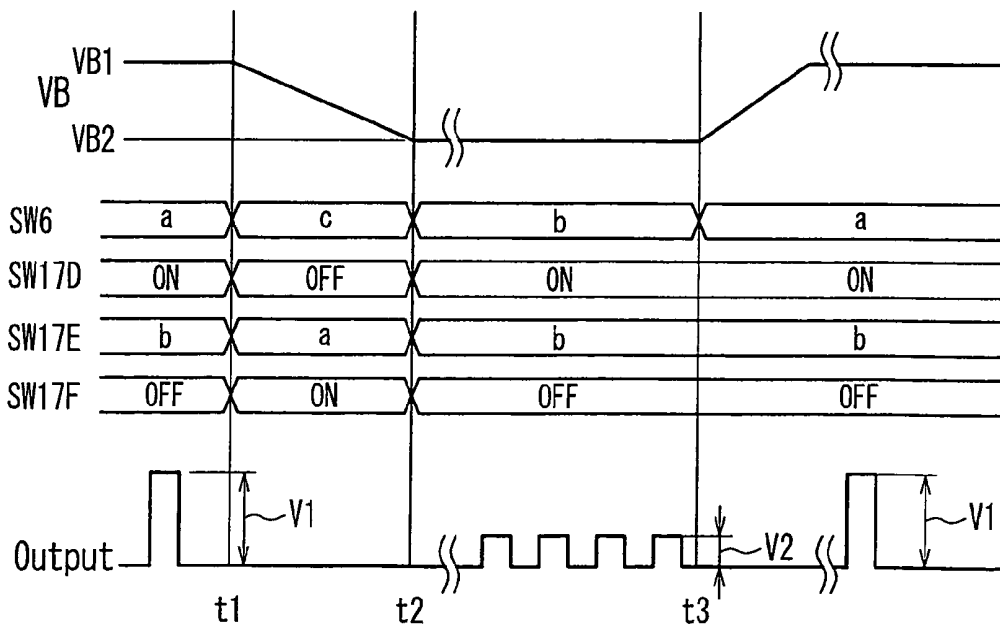 VB1
VB
VB2
SW6 a c b a
SW17D ON OFF ON ON
SW17E b a b b
SW17F OFF ON OFF OFF
V1 V2 V1
Output
t1 t2 t3